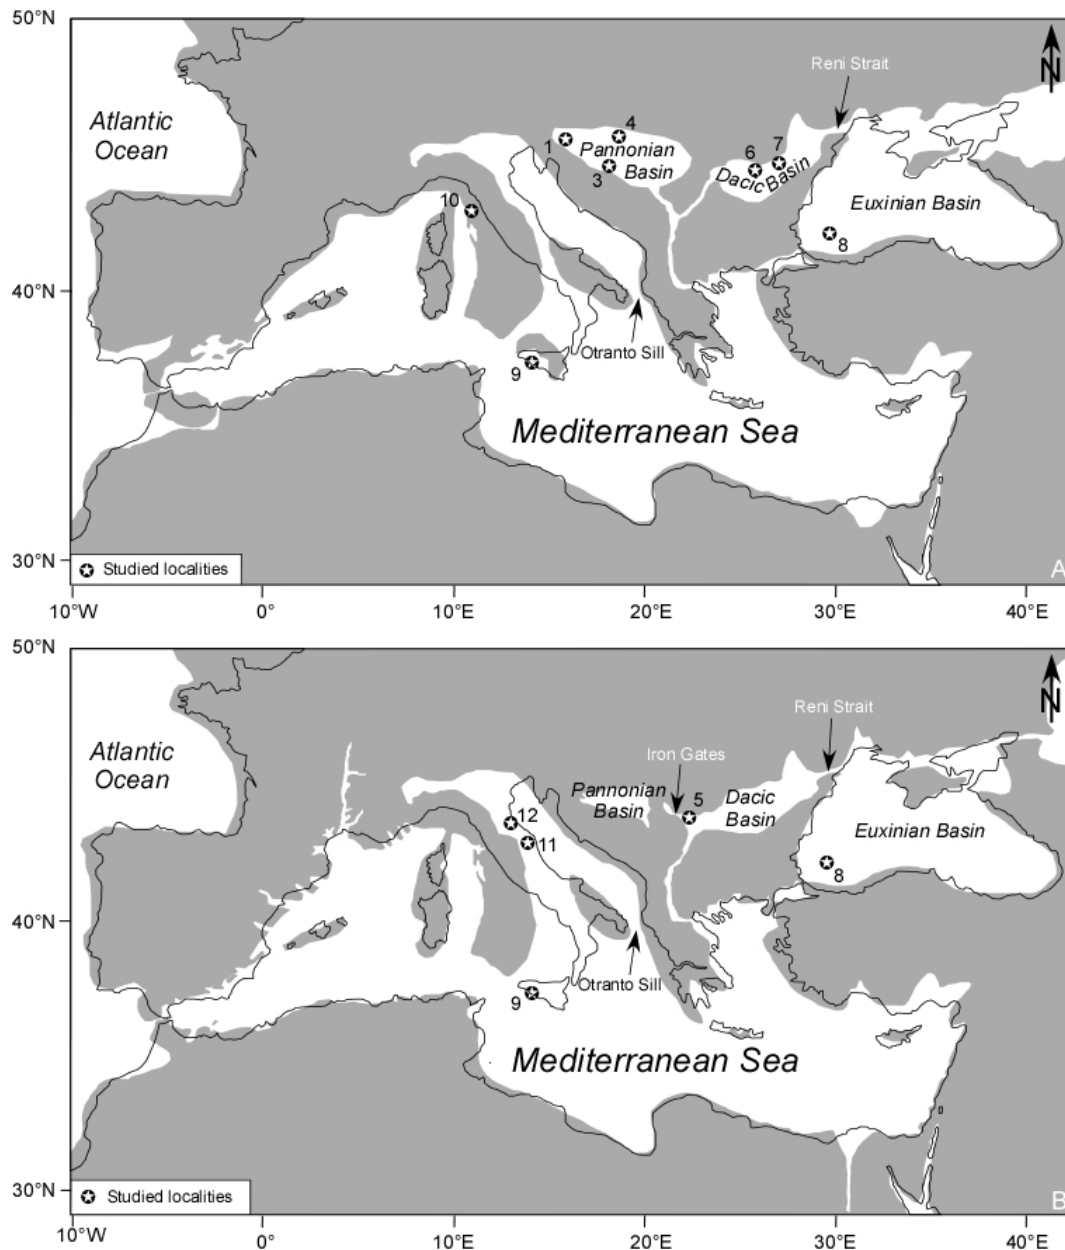 50°N
N
Reni Strait
Atlantic
Ocean
4
1
Pannonian
Basin
3
6
7
Dacic Basin
Euxinian Basin
10
8
40°N
Otranto Sill
9
Mediterranean Sea
30°N
Studied localities
A
10°W
0°
10°E
20°E
30°E
40°E
50°N
N
Reni Strait
Iron Gates
Atlantic
Ocean
Pannonian
Basin
5
Dacic
Basin
12
11
Euxinian Basin
8
40°N
Otranto Sill
9
Mediterranean Sea
30°N
Studied localities
B
10°W
0°
10°E
20°E
30°E
40°E